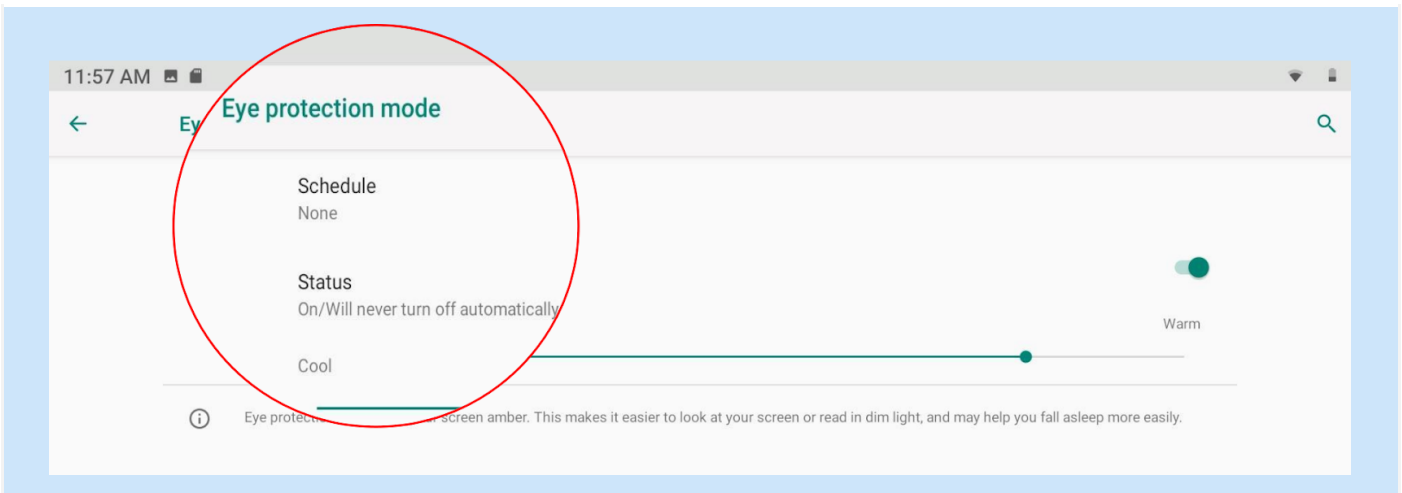 11:57 AM
Ey
Eye protection mode
Schedule
None
Status
On/Will never turn off automatically
Warm
Cool
Eye protecti screen amber. This makes it easier to look at your screen or read in dim light, and may help you fall asleep more easily.